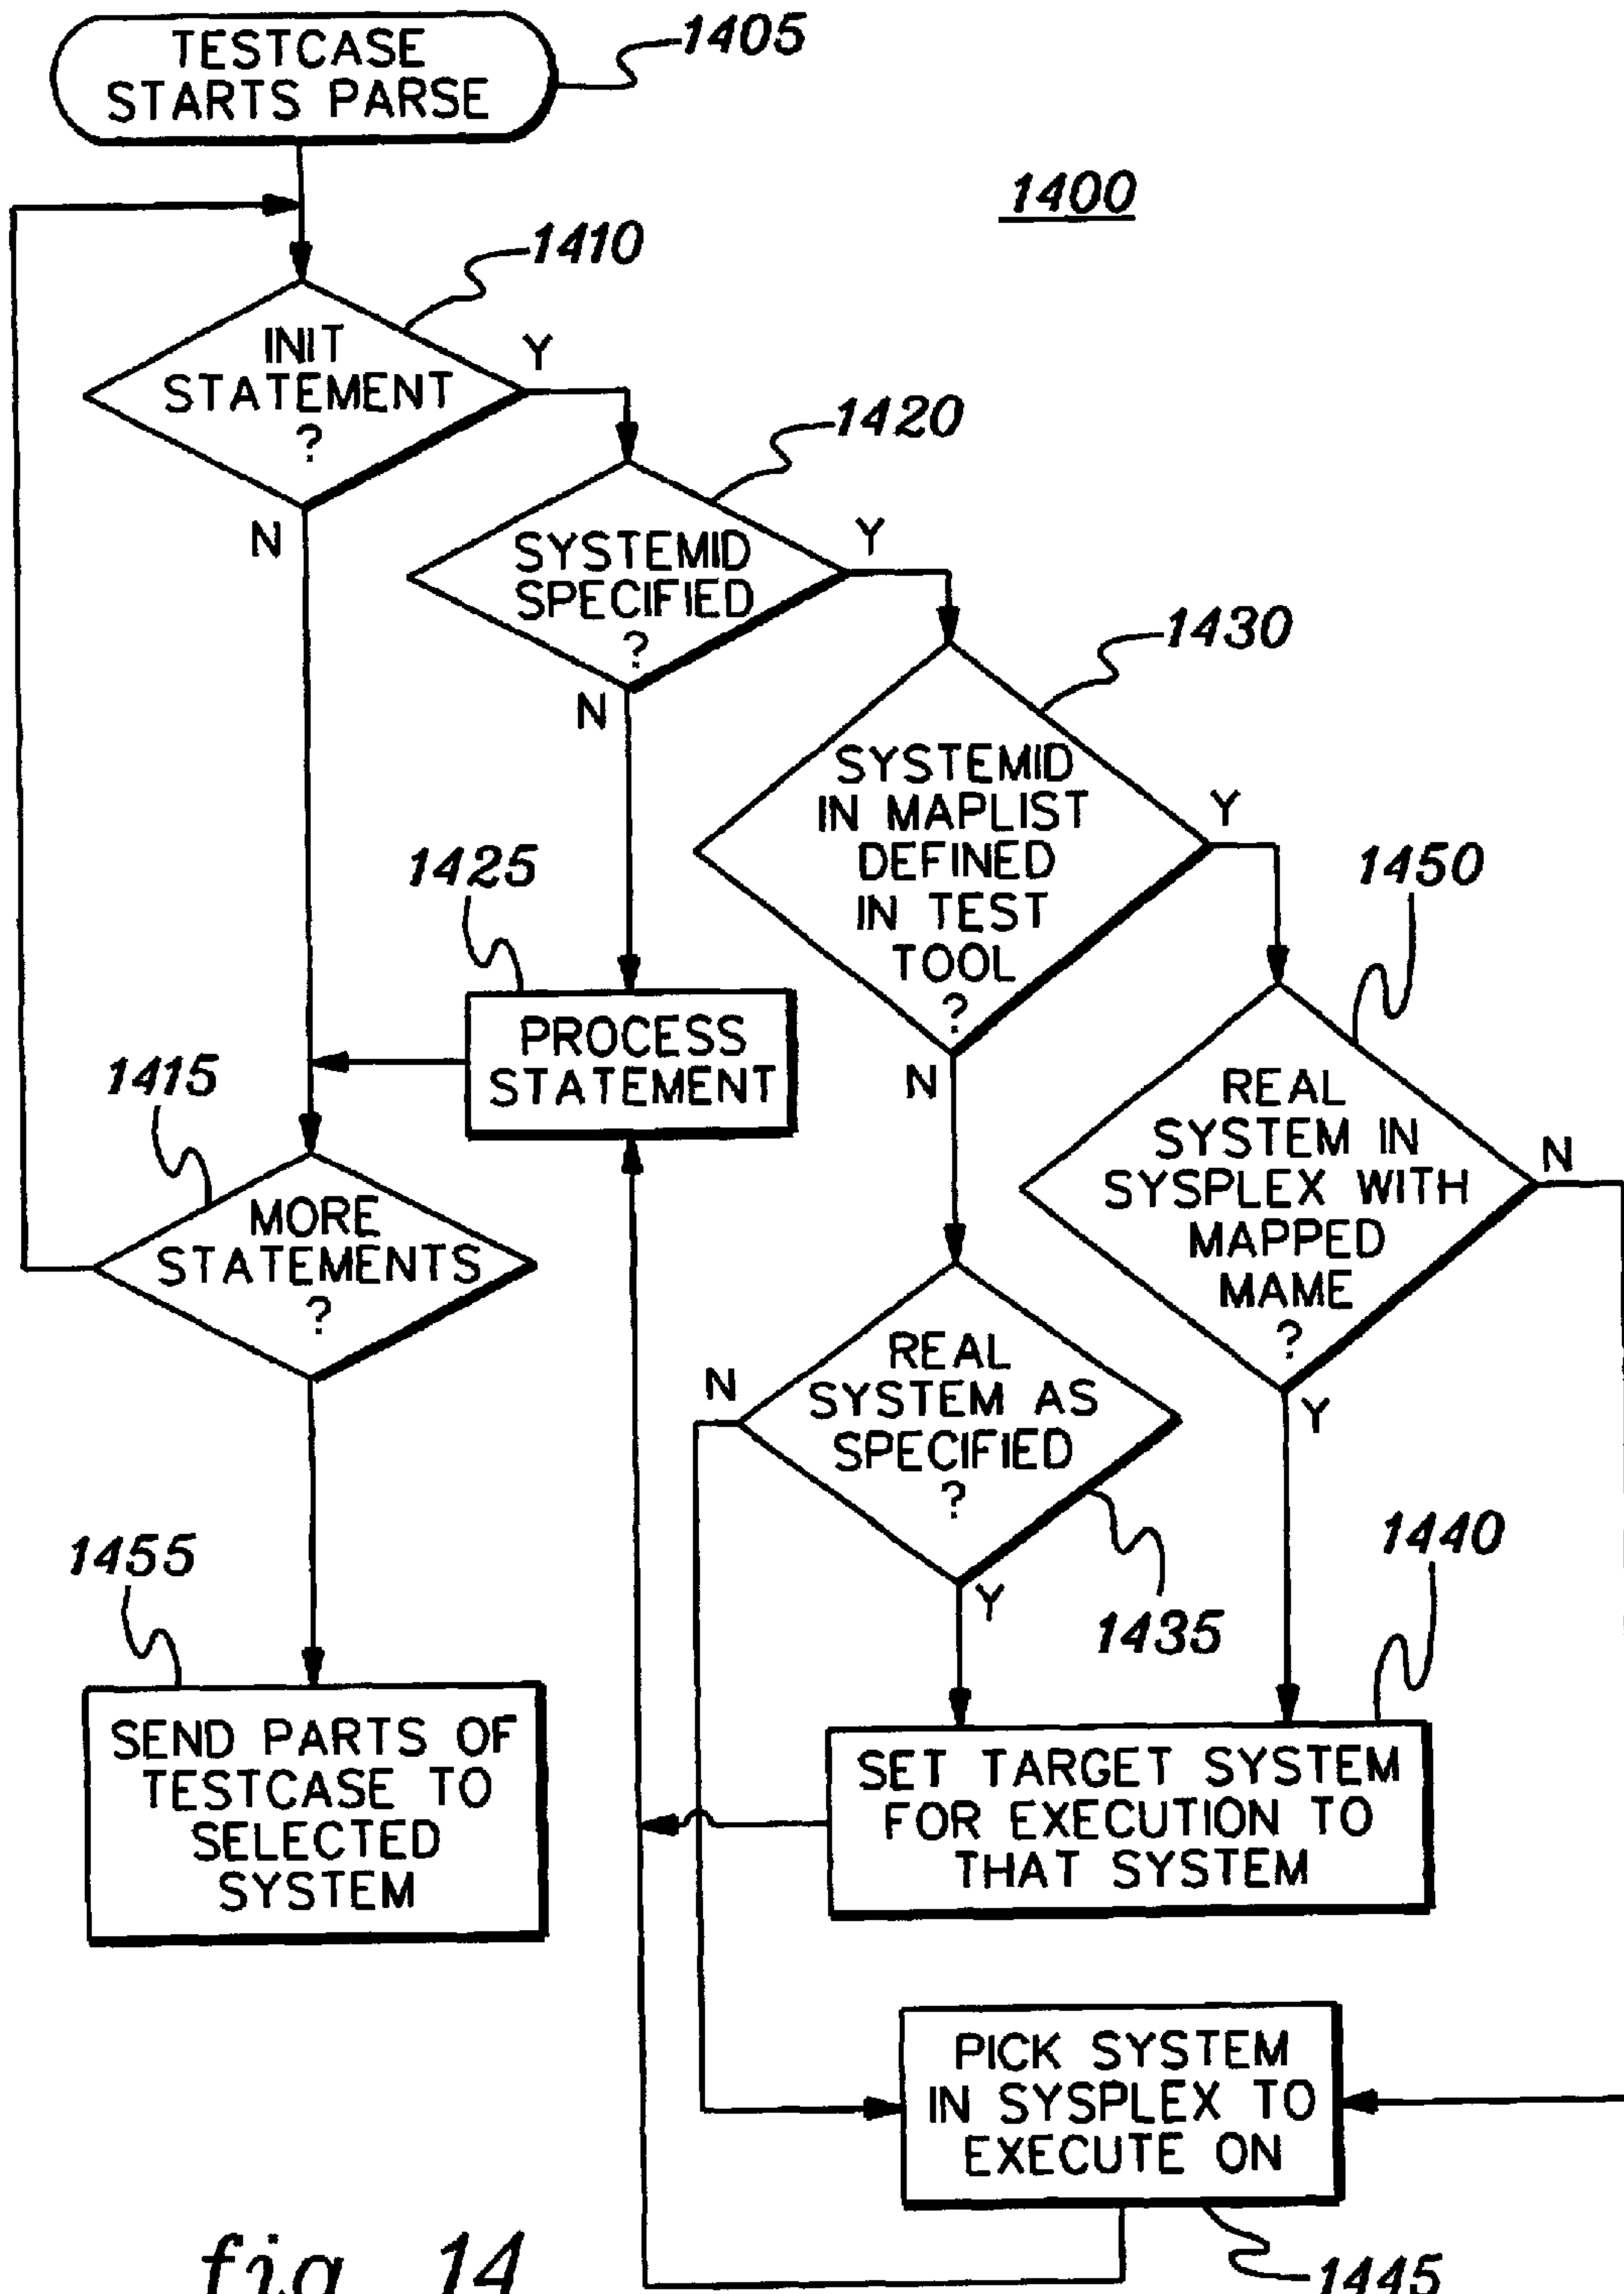 TESTCASE
STARTS PARSE
1405
1400
1410
INIT
STATEMENT
?
Y
N
1420
SYSTEMID
SPECIFIED
?
Y
N
1430
SYSTEMID
IN MAPLIST
DEFINED
IN TEST
TOOL
?
Y
N
1425
PROCESS
STATEMENT
1450
REAL
SYSTEM IN
SYSPLEX WITH
MAPPED
MAME
?
N
Y
1415
MORE
STATEMENTS
?
REAL
SYSTEM AS
SPECIFIED
?
N
Y
1435
1440
1455
SEND PARTS OF
TESTCASE TO
SELECTED
SYSTEM
SET TARGET SYSTEM
FOR EXECUTION TO
THAT SYSTEM
PICK SYSTEM
IN SYSPLEX TO
EXECUTE ON
1445
fig. 14